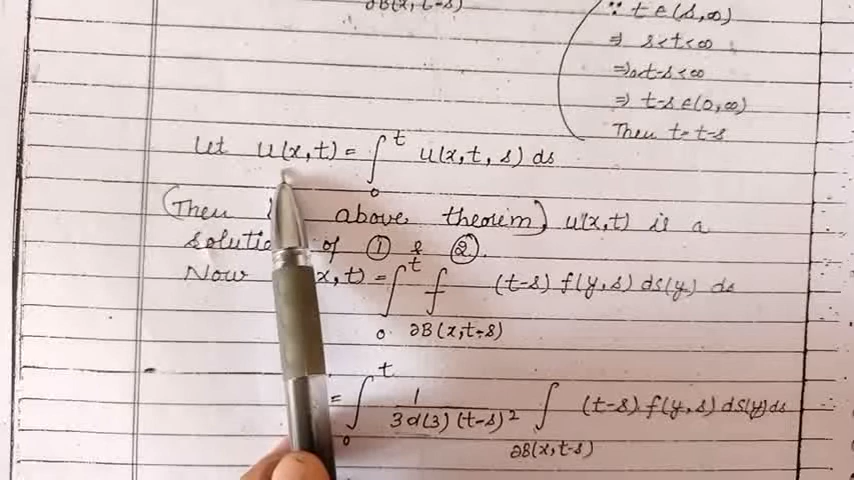 ∂B(x, t-s)
∵ t ∈ (s, ∞)
⇒ s < t < ∞
⇒ 0 < t-s < ∞
⇒ t-s ∈ (0, ∞)
Then t = t-s
Let u(x,t) = ∫₀ᵗ u(x,t,s) ds
(Then above theorem) u(x,t) is a
of ① & ②.
Now x,t) = ∫₀ᵗ ⨍_∂B(x,t-s) (t-s) f(y,s) ds(y) ds
= ∫₀ᵗ 1/(3α(3)(t-s)²) ∫_∂B(x,t-s) (t-s) f(y,s) ds(y) ds